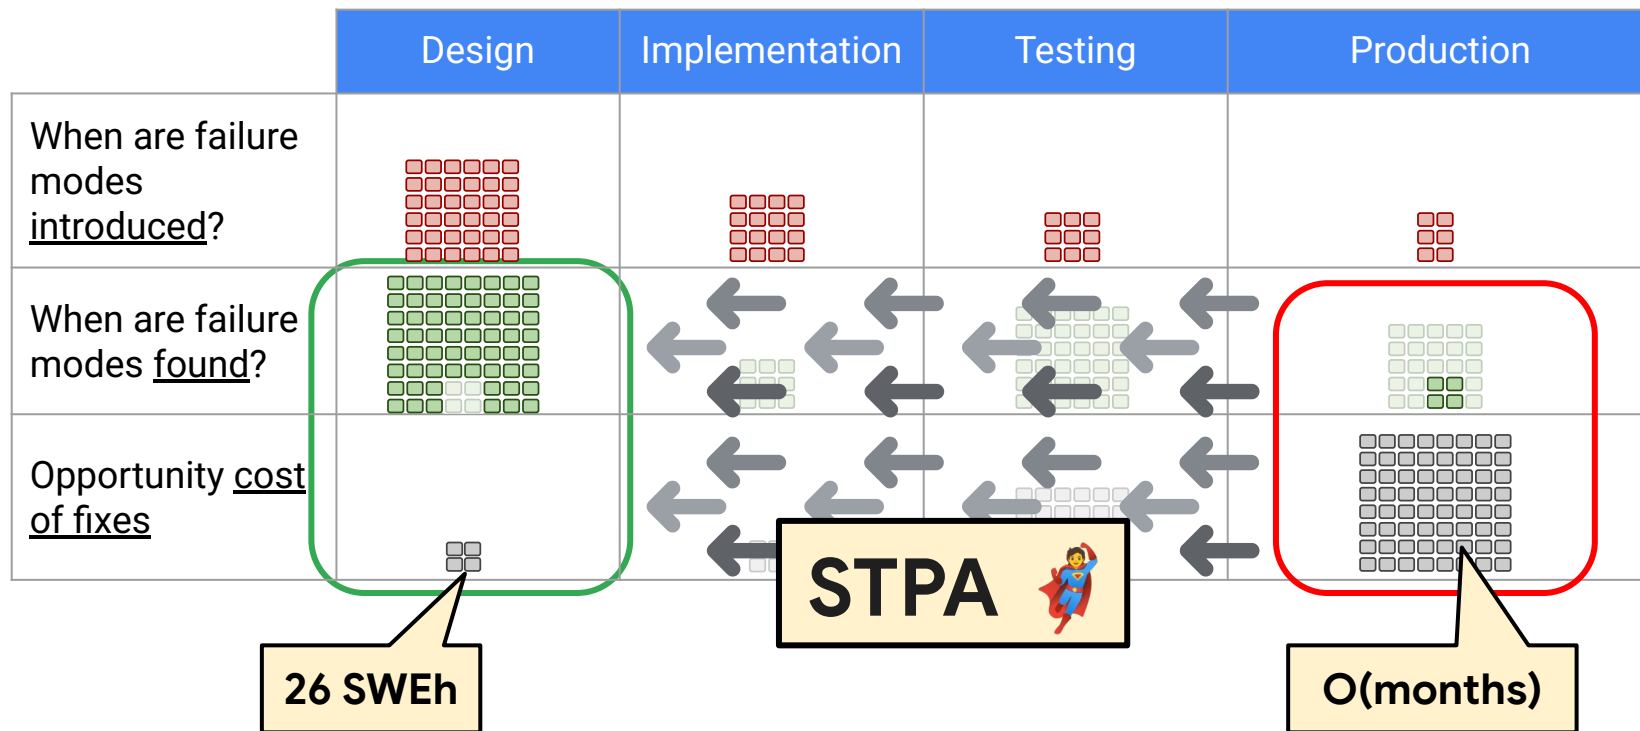 Design
Implementation
Testing
Production
When are failure
modes
introduced?
When are failure
modes found?
Opportunity cost
of fixes
STPA
26 SWEh
O(months)